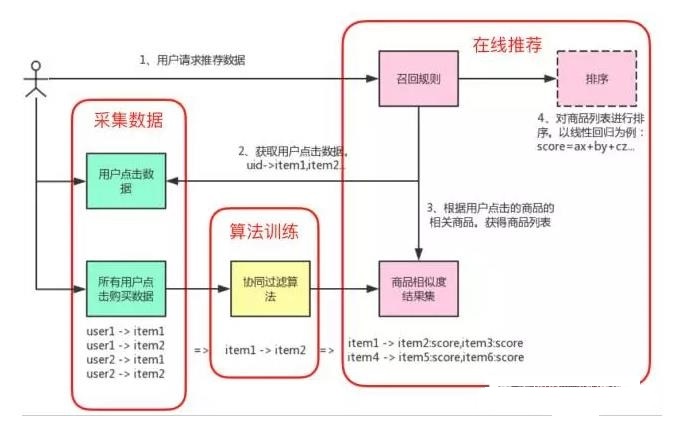 在线推荐
1、用户请求推荐数据
召回规则
排序
采集数据
4、对商品列表进行排
序。以线性回归为例：
score=ax+by+cz...
2、获取用户点击数据。
uid->item1,item2..
用户点击数
据
3、根据用户点击的商品的
相关商品。获得商品列表
算法训练
所有用户点
击购买数据
协同过滤算
法
商品相似度
结果集
user1 -> item1
user1 -> item2
user2 -> item1
user2 -> item2
=>
item1 -> item2
=>
item1 -> item2:score,item3:score
item4 -> item5:score,item6:score